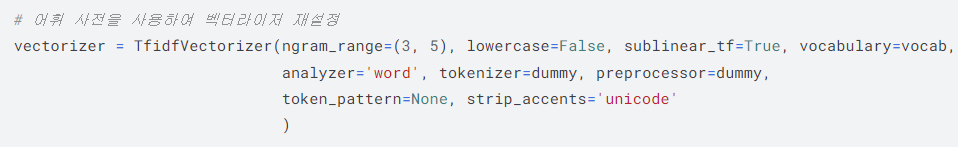 # 어휘 사전을 사용하여 벡터라이저 재설정
vectorizer = TfidfVectorizer(ngram_range=(3, 5), lowercase=False, sublinear_tf=True, vocabulary=vocab,
analyzer='word', tokenizer=dummy, preprocessor=dummy,
token_pattern=None, strip_accents='unicode'
)